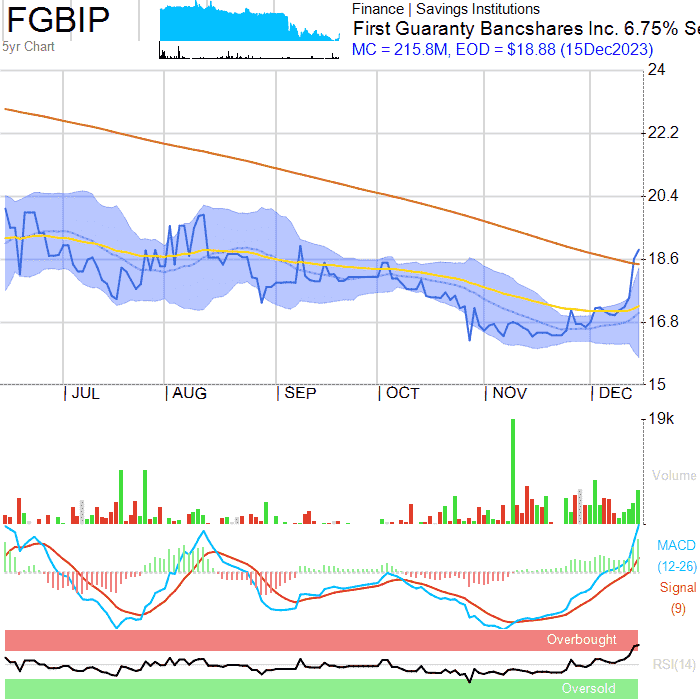 FGBIP
5yr Chart
Finance | Savings Institutions
First Guaranty Bancshares Inc. 6.75% Se
MC = 215.8M, EOD = $18.88 (15Dec2023)
24
22.2
20.4
18.6
16.8
15
JUL AUG SEP OCT NOV DEC
19k
Volume
MACD
(12-26)
Signal
(9)
Overbought
RSI(14)
Oversold